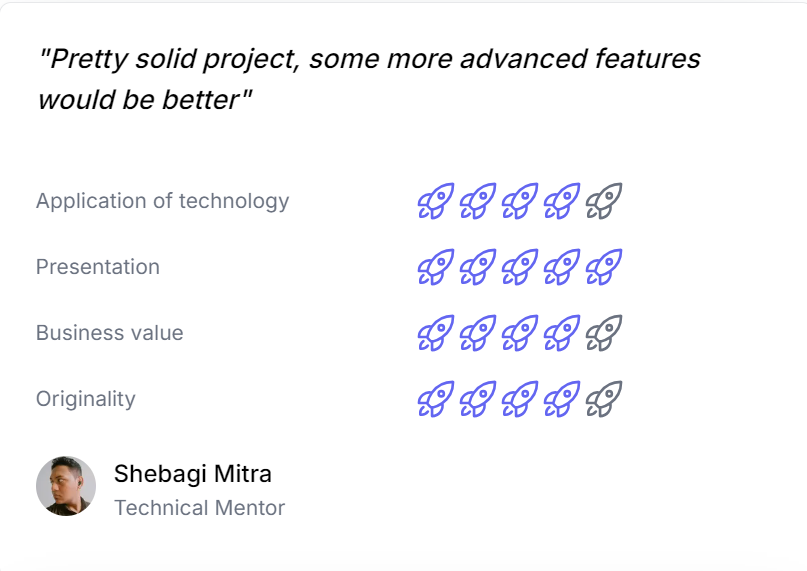 "Pretty solid project, some more advanced features
would be better"
Application of technology
Presentation
Business value
Originality
Shebagi Mitra
Technical Mentor